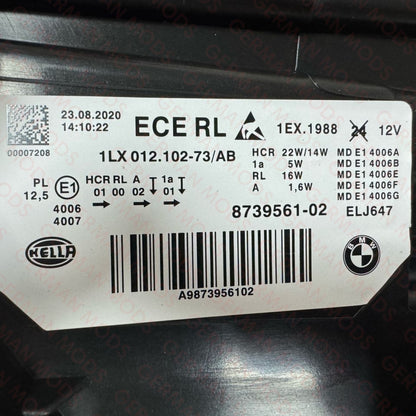 23.08.2020
14:10:22
00007208
ECE RL
1EX.1988 24 12V
1LX 012.102-73/AB
HCR 22W/14W MD E1 4006A
1a 5W MD E1 4006B
RL 16W MD E1 4006E
A 1,6W MD E1 4006F
MD E1 4006G
PL
12,5
E1
HCR RL A 1a
01 00 02 01
4006
4007
8739561-02 ELJ647
HELLA
BMW
A9873956102
GERMAN MODS